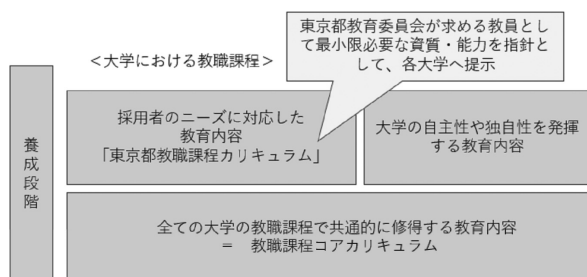 東京都教育委員会が求める教員とし
て最小限必要な資質・能力を指針と
して、各大学へ提示
＜大学における教職課程＞
養成段階
採用者のニーズに対応した
教育内容
「東京都教職課程カリキュラム」
大学の自主性や独自性を発揮
する教育内容
全ての大学の教職課程で共通的に修得する教育内容
＝　教職課程コアカリキュラム